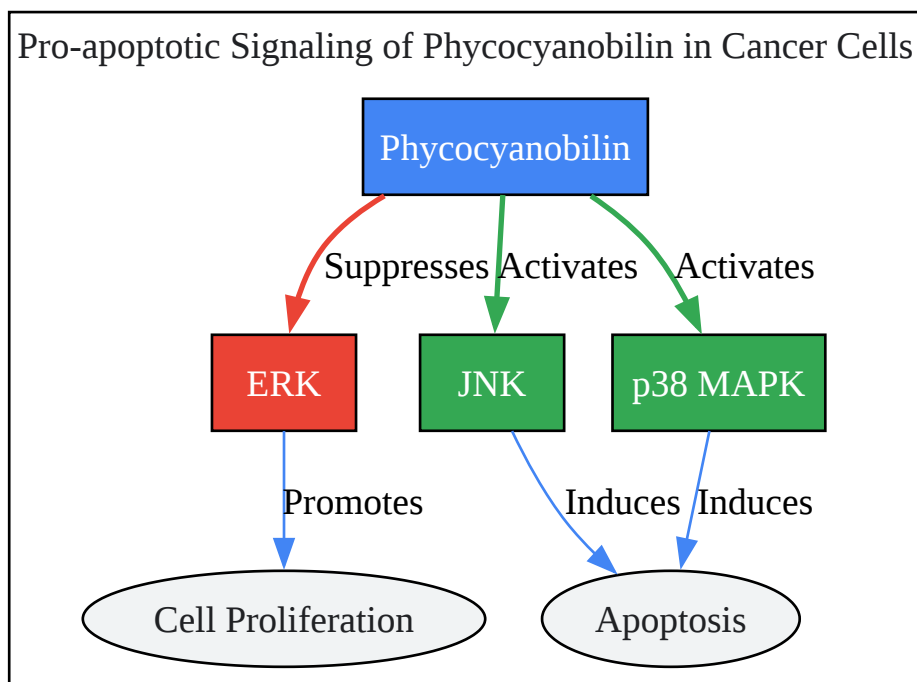 Pro-apoptotic Signaling of Phycocyanobilin in Cancer Cells
Phycocyanobilin
Suppresses
Activates
Activates
ERK
JNK
p38 MAPK
Promotes
Induces
Induces
Cell Proliferation
Apoptosis